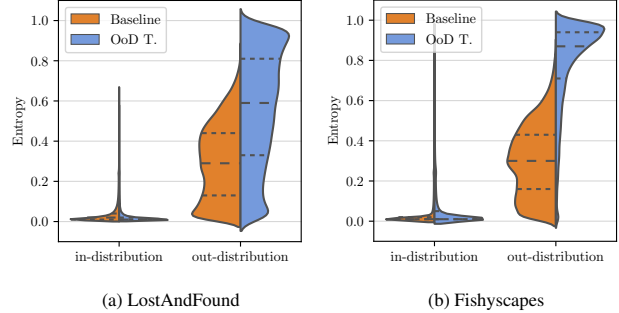 1.0
0.8
0.6
0.4
0.2
0.0
Entropy
Baseline
OoD T.
in-distribution
out-distribution
(a) LostAndFound
1.0
0.8
0.6
0.4
0.2
0.0
Entropy
Baseline
OoD T.
in-distribution
out-distribution
(b) Fishyscapes